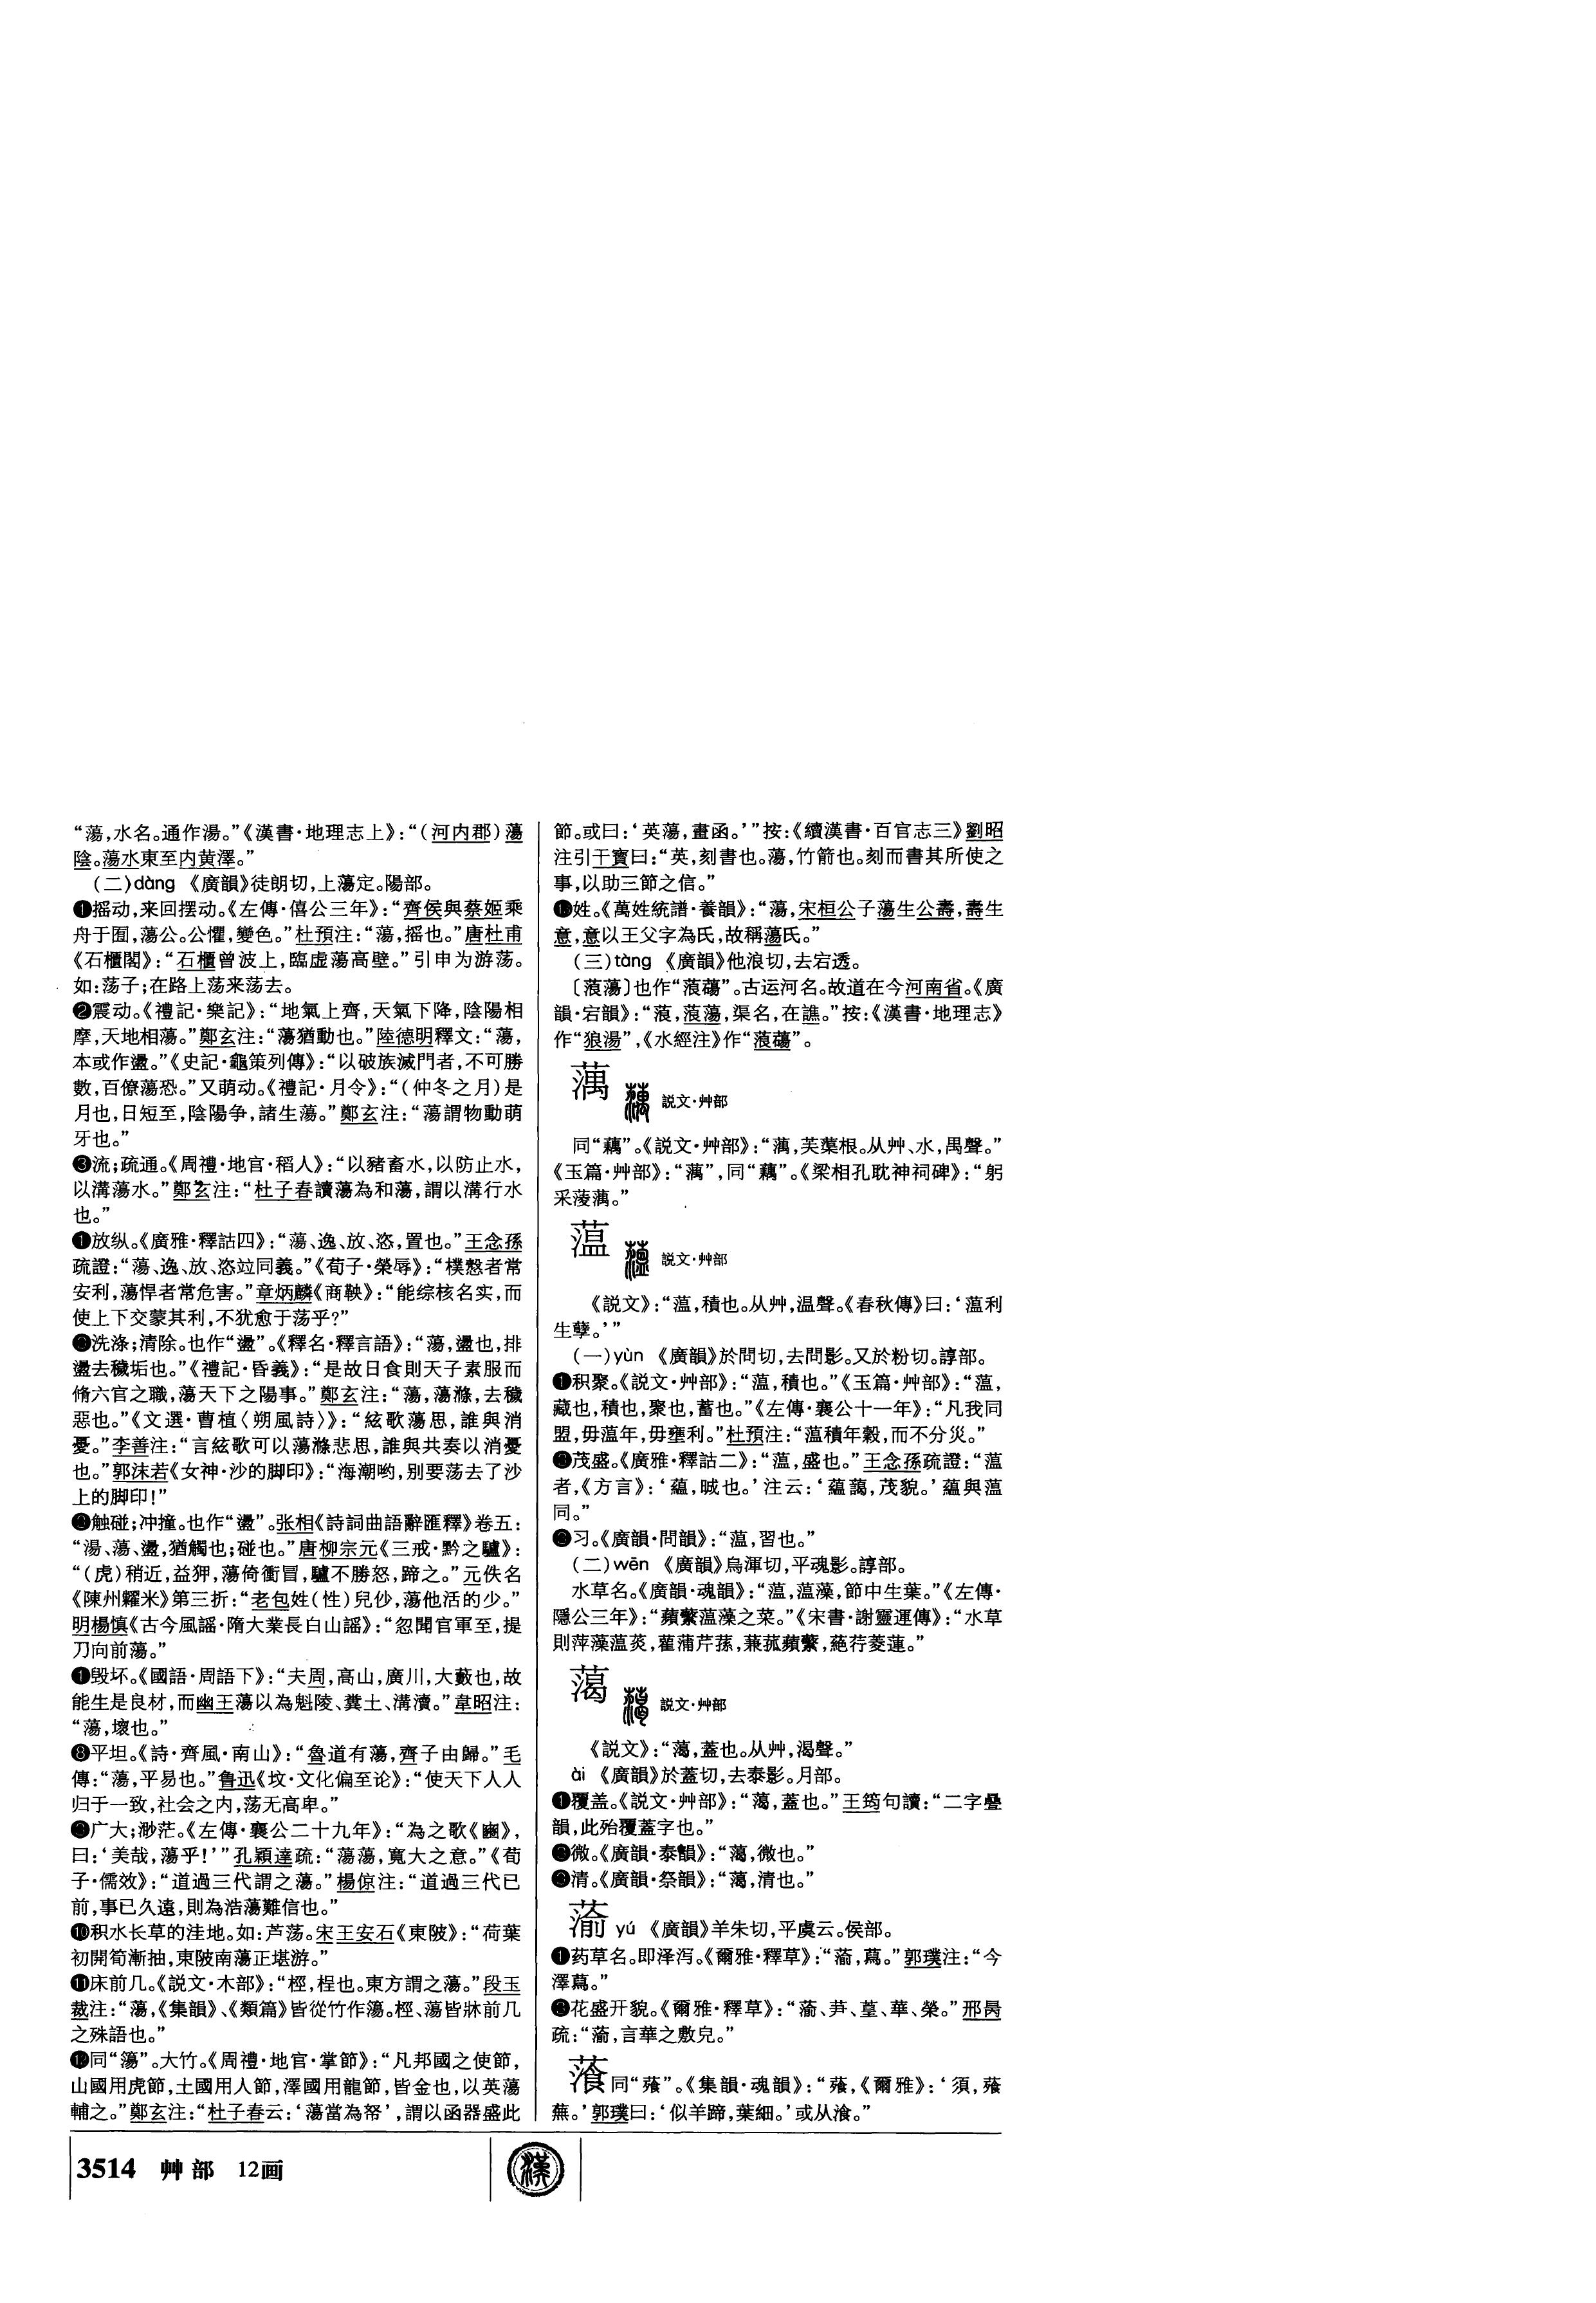 “蕩，水名。通作湯。”《漢書·地理志上》：“（河内郡）蕩
陰。蕩水東至内黄澤。”
（二）dàng 《廣韻》徒朗切，上蕩定。陽部。
❶摇动，来回摆动。《左傳·僖公三年》：“齊侯與蔡姬乘
舟于囿，蕩公。公懼，變色。”杜預注：“蕩，摇也。”唐杜甫
《石櫃閣》：“石櫃曾波上，臨虚蕩高壁。”引申为游荡。
如：荡子；在路上荡来荡去。
❷震动。《禮記·樂記》：“地氣上齊，天氣下降，陰陽相
摩，天地相蕩。”鄭玄注：“蕩猶動也。”陸德明釋文：“蕩，
本或作盪。”《史記·龜策列傳》：“以破族滅門者，不可勝
數，百僚蕩恐。”又萌动。《禮記·月令》：“（仲冬之月）是
月也，日短至，陰陽争，諸生蕩。”鄭玄注：“蕩謂物動萌
牙也。”
❸流；疏通。《周禮·地官·稻人》：“以豬畜水，以防止水，
以溝蕩水。”鄭玄注：“杜子春讀蕩為和蕩，謂以溝行水
也。”
❹放纵。《廣雅·釋詁四》：“蕩、逸、放、恣，置也。”王念孫
疏證：“蕩、逸、放、恣竝同義。”《荀子·榮辱》：“樸慤者常
安利，蕩悍者常危害。”章炳麟《商鞅》：“能综核名实，而
使上下交蒙其利，不犹愈于荡乎？”
❺洗涤；清除。也作“盪”。《釋名·釋言語》：“蕩，盪也，排
盪去穢垢也。”《禮記·昏義》：“是故日食則天子素服而
脩六官之職，蕩天下之陽事。”鄭玄注：“蕩，蕩滌，去穢
惡也。”《文選·曹植〈朔風詩〉》：“絃歌蕩思，誰與消
憂。”李善注：“言絃歌可以蕩滌悲思，誰與共奏以消憂
也。”郭沫若《女神·沙的脚印》：“海潮哟，别要荡去了沙
上的脚印！”
❻触碰；冲撞。也作“盪”。张相《詩詞曲語辭匯釋》卷五：
“湯、蕩、盪，猶觸也；碰也。”唐柳宗元《三戒·黔之驢》：
“（虎）稍近，益狎，蕩倚衝冒，驢不勝怒，蹄之。”元佚名
《陳州糶米》第三折：“老包姓（性）兒㑳，蕩他活的少。”
明楊慎《古今風謡·隋大業長白山謡》：“忽聞官軍至，提
刀向前蕩。”
❼毁坏。《國語·周語下》：“夫周，高山，廣川，大藪也，故
能生是良材，而幽王蕩以為魁陵、糞土、溝瀆。”韋昭注：
“蕩，壞也。”
❽平坦。《詩·齊風·南山》：“魯道有蕩，齊子由歸。”毛
傳：“蕩，平易也。”鲁迅《坟·文化偏至论》：“使天下人人
归于一致，社会之内，荡无高卑。”
❾广大；渺茫。《左傳·襄公二十九年》：“為之歌《豳》，
曰：‘美哉，蕩乎！’”孔穎達疏：“蕩蕩，寬大之意。”《荀
子·儒效》：“道過三代謂之蕩。”楊倞注：“道過三代已
前，事已久遠，則為浩蕩難信也。”
❿积水长草的洼地。如：芦荡。宋王安石《東陂》：“荷葉
初開筍漸抽，東陂南蕩正堪游。”
⓫床前几。《説文·木部》：“桱，桯也。東方謂之蕩。”段玉
裁注：“蕩，《集韻》、《類篇》皆從竹作簜。桱、蕩皆牀前几
之殊語也。”
⓬同“簜”。大竹。《周禮·地官·掌節》：“凡邦國之使節，
山國用虎節，土國用人節，澤國用龍節，皆金也，以英蕩
輔之。”鄭玄注：“杜子春云：‘蕩當為帑’，謂以函器盛此
節。或曰：‘英蕩，畫函。’”按：《續漢書·百官志三》劉昭
注引干寶曰：“英，刻書也。蕩，竹箭也。刻而書其所使之
事，以助三節之信。”
⓭姓。《萬姓統譜·養韻》：“蕩，宋桓公子蕩生公壽，壽生
意，意以王父字為氏，故稱蕩氏。”
（三）tàng 《廣韻》他浪切，去宕透。
〔蒗蕩〕也作“蒗䕞”。古运河名。故道在今河南省。《廣
韻·宕韻》：“蒗，蒗蕩，渠名，在譙。”按：《漢書·地理志》
作“狼湯”，《水經注》作“蒗䕞”。
蕅 説文·艸部
同“藕”。《説文·艸部》：“蕅，芙蕖根。从艸、水，禺聲。”
《玉篇·艸部》：“蕅”，同“藕”。《梁相孔耽神祠碑》：“躬
采蔆蕅。”
薀 説文·艸部
《説文》：“薀，積也。从艸，温聲。《春秋傳》曰：‘薀利
生孽。’”
（一）yùn 《廣韻》於問切，去問影。又於粉切。諄部。
❶积聚。《説文·艸部》：“薀，積也。”《玉篇·艸部》：“薀，
藏也，積也，聚也，蓄也。”《左傳·襄公十一年》：“凡我同
盟，毋薀年，毋壅利。”杜預注：“薀積年穀，而不分災。”
❷茂盛。《廣雅·釋詁二》：“薀，盛也。”王念孫疏證：“薀
者，《方言》：‘蘊，晠也。’注云：‘蘊藹，茂貌。’蘊與薀
同。”
❸习。《廣韻·問韻》：“薀，習也。”
（二）wēn 《廣韻》烏渾切，平魂影。諄部。
水草名。《廣韻·魂韻》：“薀，薀藻，節中生葉。”《左傳·
隱公三年》：“蘋蘩薀藻之菜。”《宋書·謝靈運傳》：“水草
則萍藻薀菼，雚蒲芹蓀，蒹菰蘋蘩，蕝荇菱蓮。”
濭 説文·艸部
《説文》：“蔼，蓋也。从艸，渴聲。”
ài 《廣韻》於蓋切，去泰影。月部。
❶覆盖。《説文·艸部》：“蔼，蓋也。”王筠句讀：“二字疊
韻，此殆覆蓋字也。”
❷微。《廣韻·泰韻》：“蔼，微也。”
❸清。《廣韻·祭韻》：“蔼，清也。”
蕍 yú 《廣韻》羊朱切，平虞云。侯部。
❶药草名。即泽泻。《爾雅·釋草》：“蕍，蕮。”郭璞注：“今
澤蕮。”
❷花盛开貌。《爾雅·釋草》：“蕍、芛、葟、華、榮。”邢昺
疏：“蕍，言華之敷皃。”
同“蕵”。《集韻·魂韻》：“蕵，《爾雅》：‘須，蕵
蕪。’郭璞曰：‘似羊蹄，葉細。’或从飡。”
3514 艸部 12画
漢